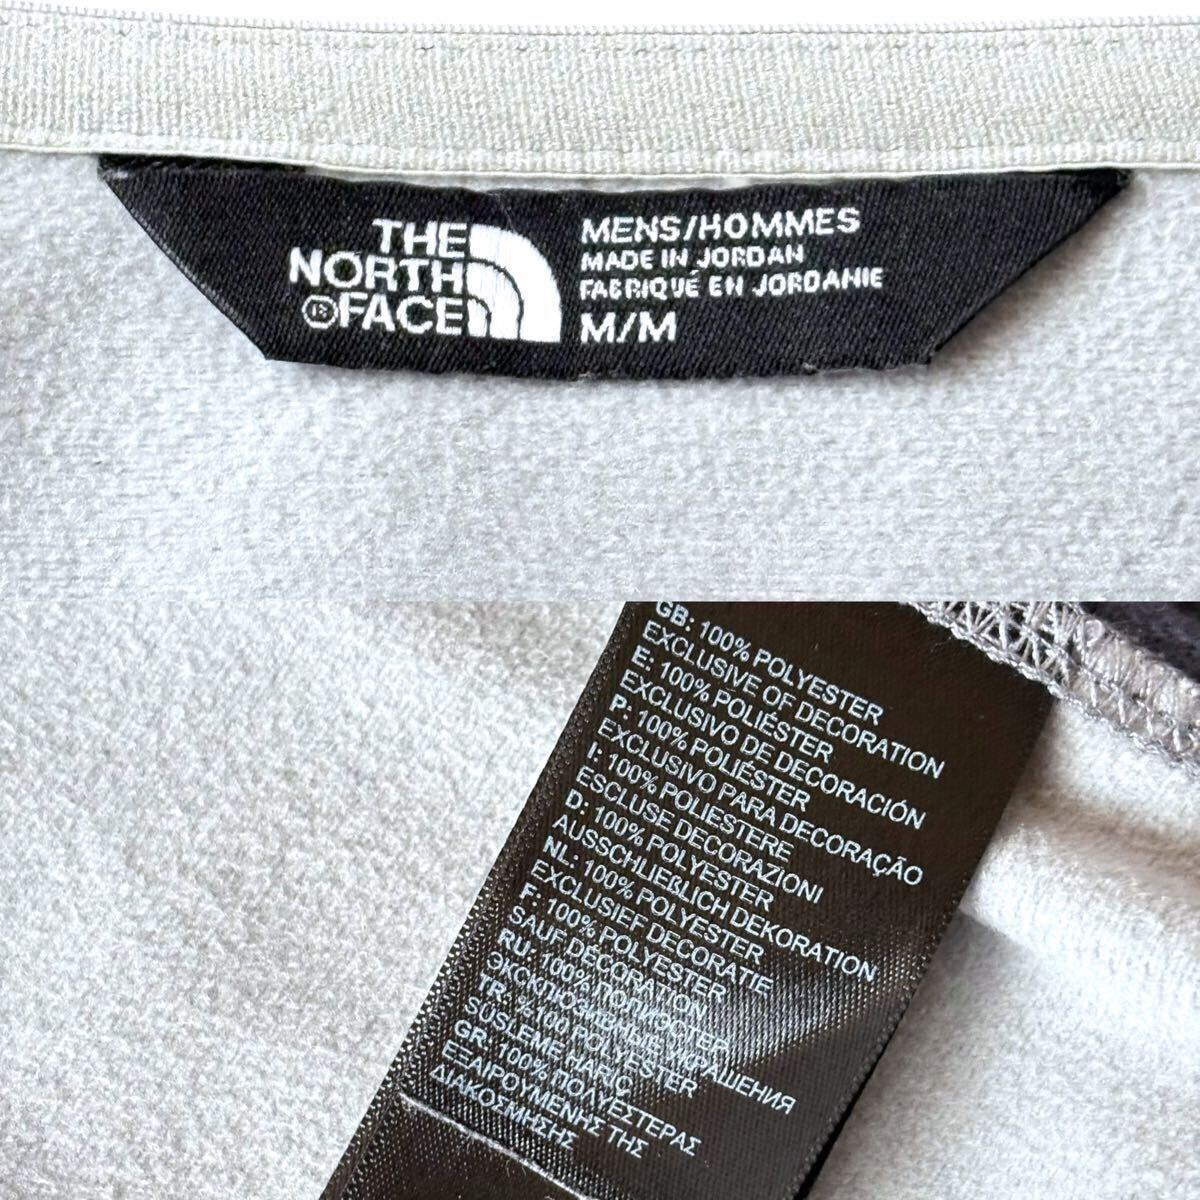 THE
NORTH
®FACE
MENS/HOMMES
MADE IN JORDAN
FABRIQUÉ EN JORDANIE
M/M
GB: 100% POLYESTER
EXCLUSIVE OF DECORATION
E: 100% POLIÉSTER
EXCLUSIVO DE DECORACIÓN
P: 100% POLIÉSTER
EXCLUSIVO PARA DECORAÇÃO
I: 100% POLIESTERE
ESCLUSE DECORAZIONI
D: 100% POLYESTER
AUSSCHLIEßLICH DEKORATION
NL: 100% POLYESTER
EXCLUSIEF DECORATIE
F: 100% POLYESTER
SAUF DÉCORATION
RU: 100% ПОЛИЭСТЕР
ЭКСКЛЮЗИВНЫЕ УКРАШЕНИЯ
TR: %100 POLYESTER
SÜSLEME HARİÇ
GR: 100% ΠΟΛΥΕΣΤΕΡΑΣ
ΕΞΑΙΡΟΥΜΕΝΗΣ ΤΗΣ
ΔΙΑΚΟΣΜΗΣΗΣ